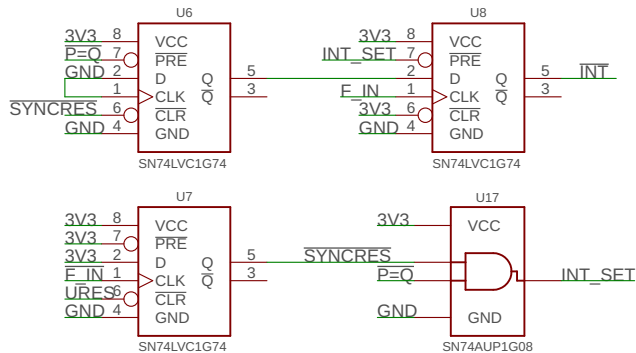 U6
3V3 8 VCC
P=Q 7 PRE
GND 2 D Q 5
1 CLK Q 3
SYNCRES 6 CLR
GND 4 GND
SN74LVC1G74
U8
3V3 8 VCC
INT_SET 7 PRE
2 D Q 5 INT
F_IN 1 CLK Q 3
3V3 6 CLR
GND 4 GND
SN74LVC1G74
U7
3V3 8 VCC
3V3 7 PRE
3V3 2 D Q 5
F_IN 1 CLK Q 3
URES 6 CLR
GND 4 GND
SN74LVC1G74
U17
3V3 VCC
SYNCRES
P=Q INT_SET
GND GND
SN74AUP1G08